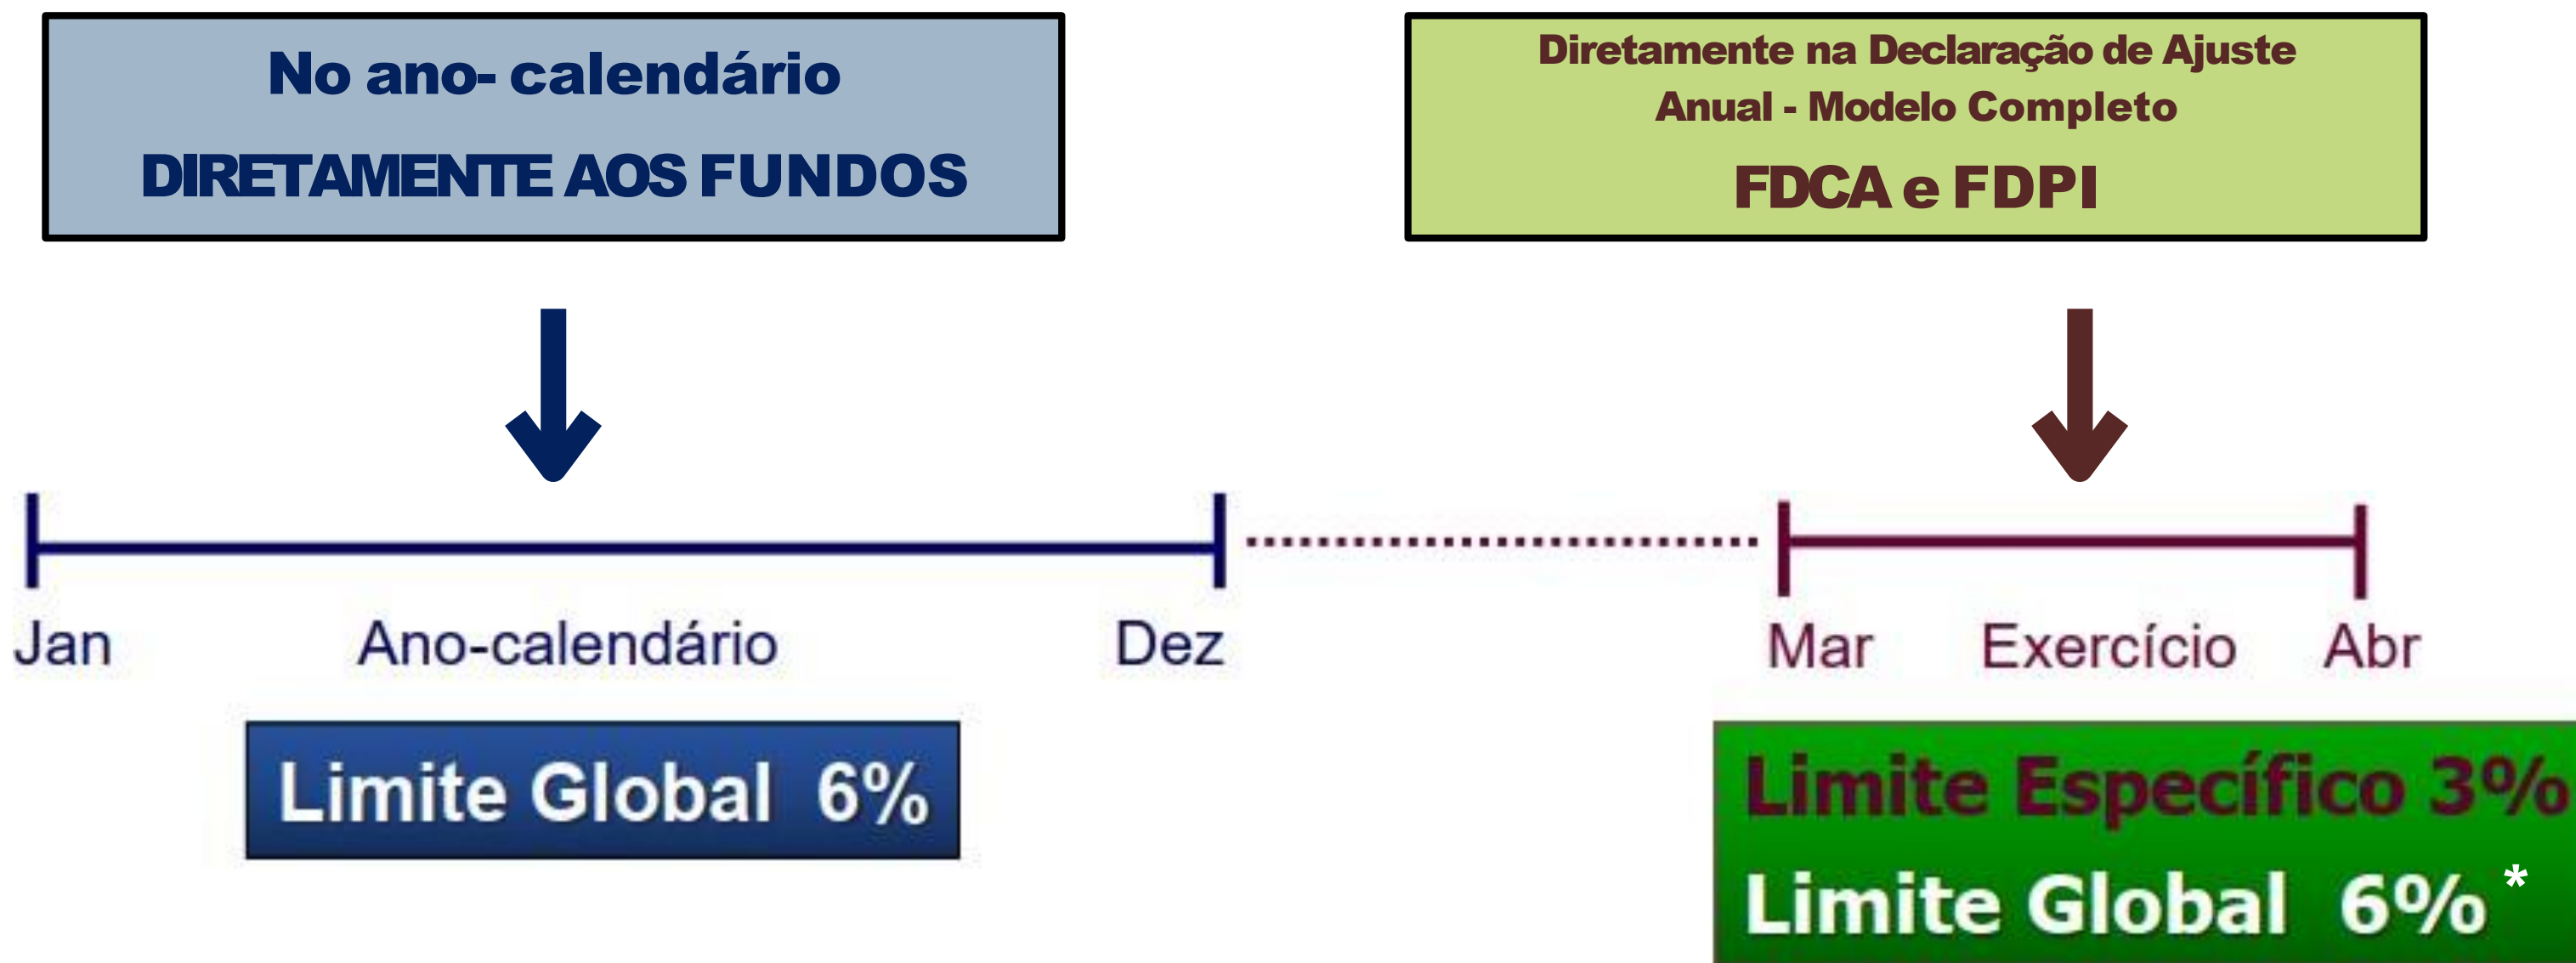 No ano- calendário
DIRETAMENTE AOS FUNDOS
Diretamente na Declaração de Ajuste
Anual - Modelo Completo
FDCA e FDPI
Jan
Ano-calendário
Dez
Mar
Exercício
Abr
Limite Global 6%
Limite Específico 3%
Limite Global 6% *